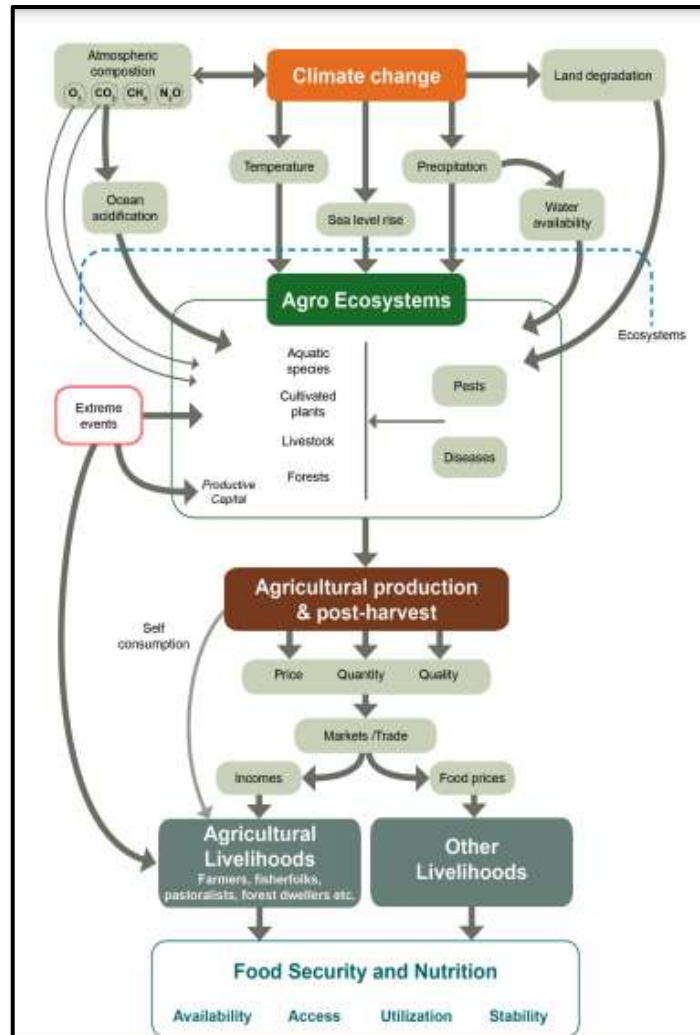 Atmospheric
compostion
O₃ CO₂ CH₄ N₂O
Climate change
Land degradation
Temperature
Precipitation
Ocean
acidification
Sea level rise
Water
availability
Agro Ecosystems
Ecosystems
Aquatic
species
Cultivated
plants
Livestock
Forests
Pests
Diseases
Extreme
events
Productive
Capital
Agricultural production
& post-harvest
Self
consumption
Price Quantity Quality
Markets /Trade
Incomes
Food prices
Agricultural
Livelihoods
Farmers, fisherfolks,
pastoralists, forest dwellers etc.
Other
Livelihoods
Food Security and Nutrition
Availability Access Utilization Stability